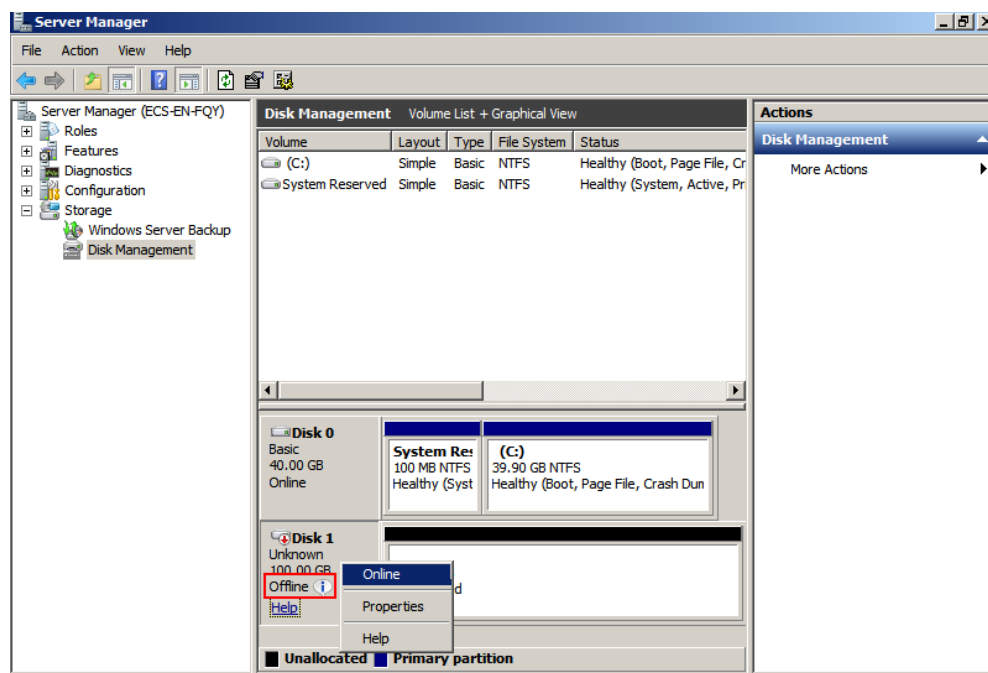 Server Manager
File Action View Help
Server Manager (ECS-EN-FQY)
Roles
Features
Diagnostics
Configuration
Storage
Windows Server Backup
Disk Management
Disk Management Volume List + Graphical View
Volume Layout Type File System Status
(C:) Simple Basic NTFS Healthy (Boot, Page File, Cr
System Reserved Simple Basic NTFS Healthy (System, Active, Pr
Disk 0
Basic
40.00 GB
Online
System Res
100 MB NTFS
Healthy (Syst
(C:)
39.90 GB NTFS
Healthy (Boot, Page File, Crash Dum
Disk 1
Unknown
100.00 GB
Offline
Help
d
Online
Properties
Help
Unallocated Primary partition
Actions
Disk Management
More Actions